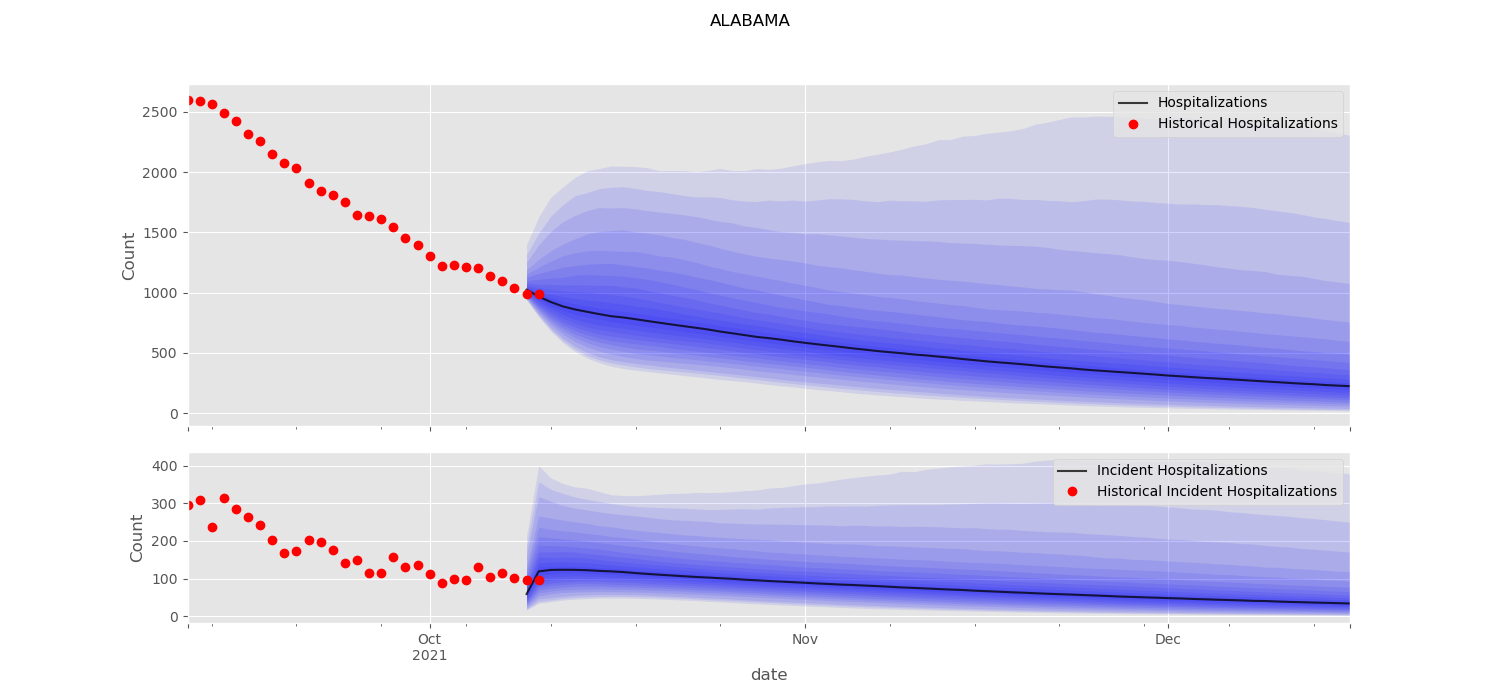 ALABAMA
Count
2500
2000
1500
1000
500
0
Hospitalizations
Historical Hospitalizations
Count
400
300
200
100
0
Incident Hospitalizations
Historical Incident Hospitalizations
Oct
2021
Nov
Dec
date